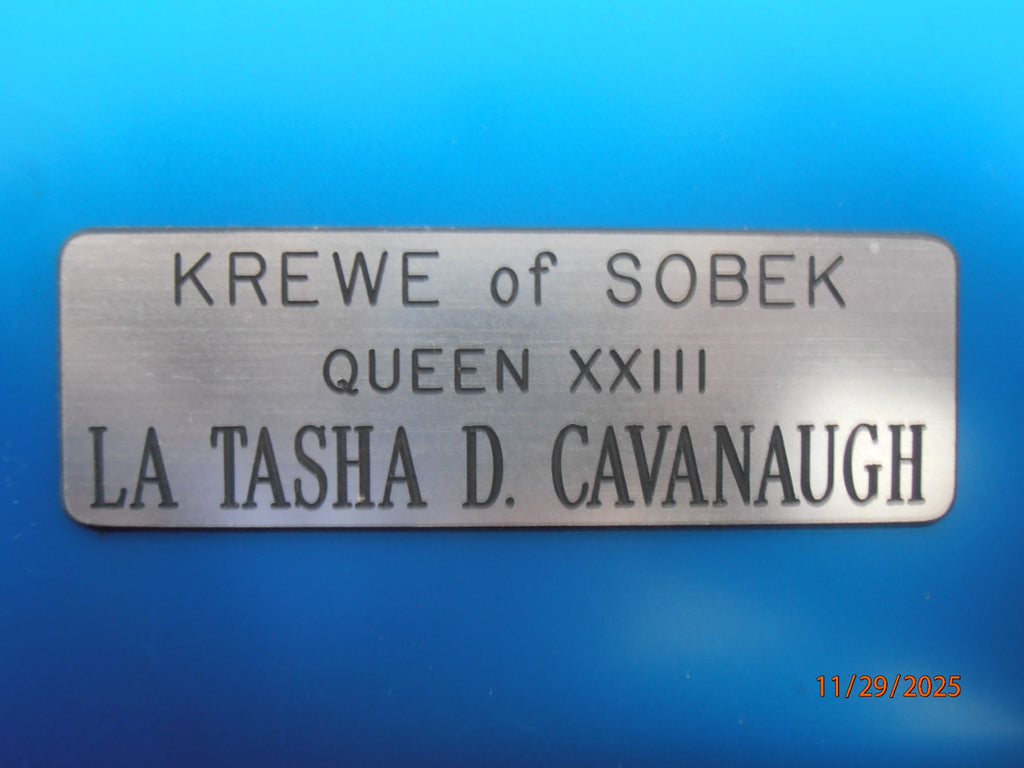 KREWE of SOBEK
QUEEN XXIII
LA TASHA D. CAVANAUGH
11/29/2025